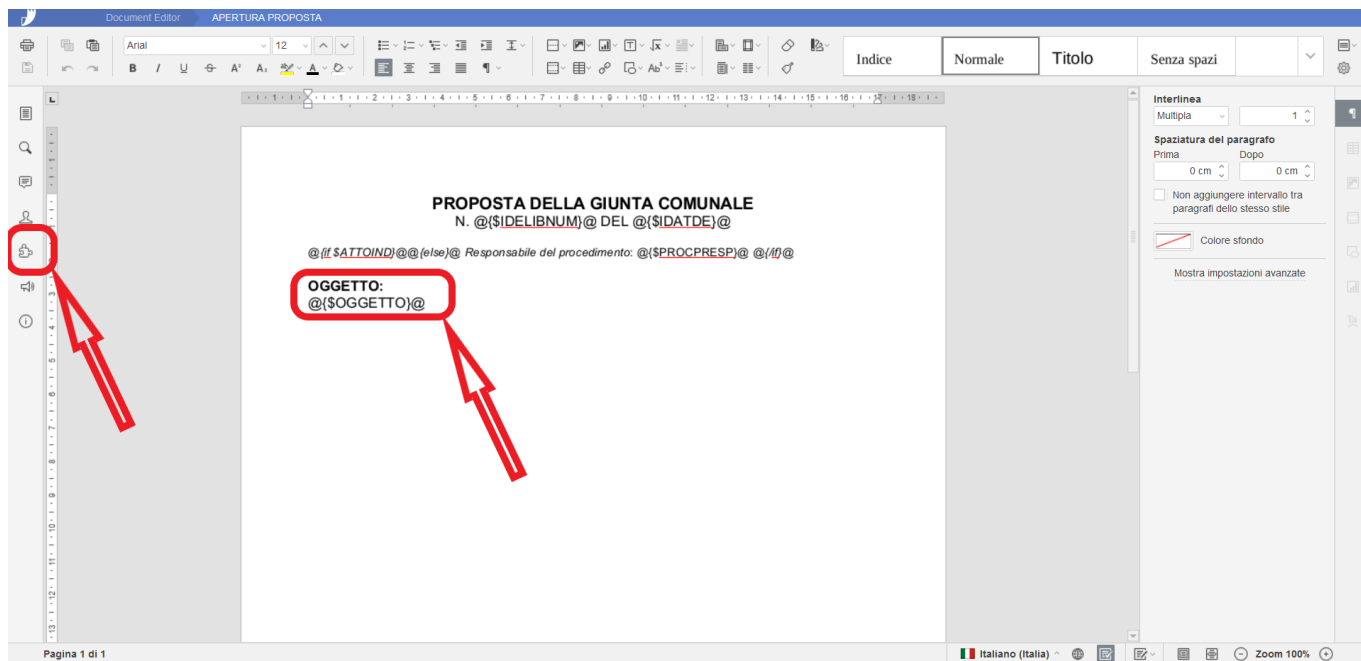 Document Editor APERTURA PROPOSTA
Arial 12
Indice Normale Titolo Senza spazi
Interlinea
Multipla 1
Spaziatura del paragrafo
Prima Dopo
0 cm 0 cm
Non aggiungere intervallo tra
paragrafi dello stesso stile
Colore sfondo
Mostra impostazioni avanzate
PROPOSTA DELLA GIUNTA COMUNALE
N. @{$IDELIBNUM}@ DEL @{$IDATDE}@
@{if $ATTOIND}@@{else}@ Responsabile del procedimento: @{$PROCPRESP}@ @{/if}@
OGGETTO:
@{$OGGETTO}@
Pagina 1 di 1 Italiano (Italia) Zoom 100%